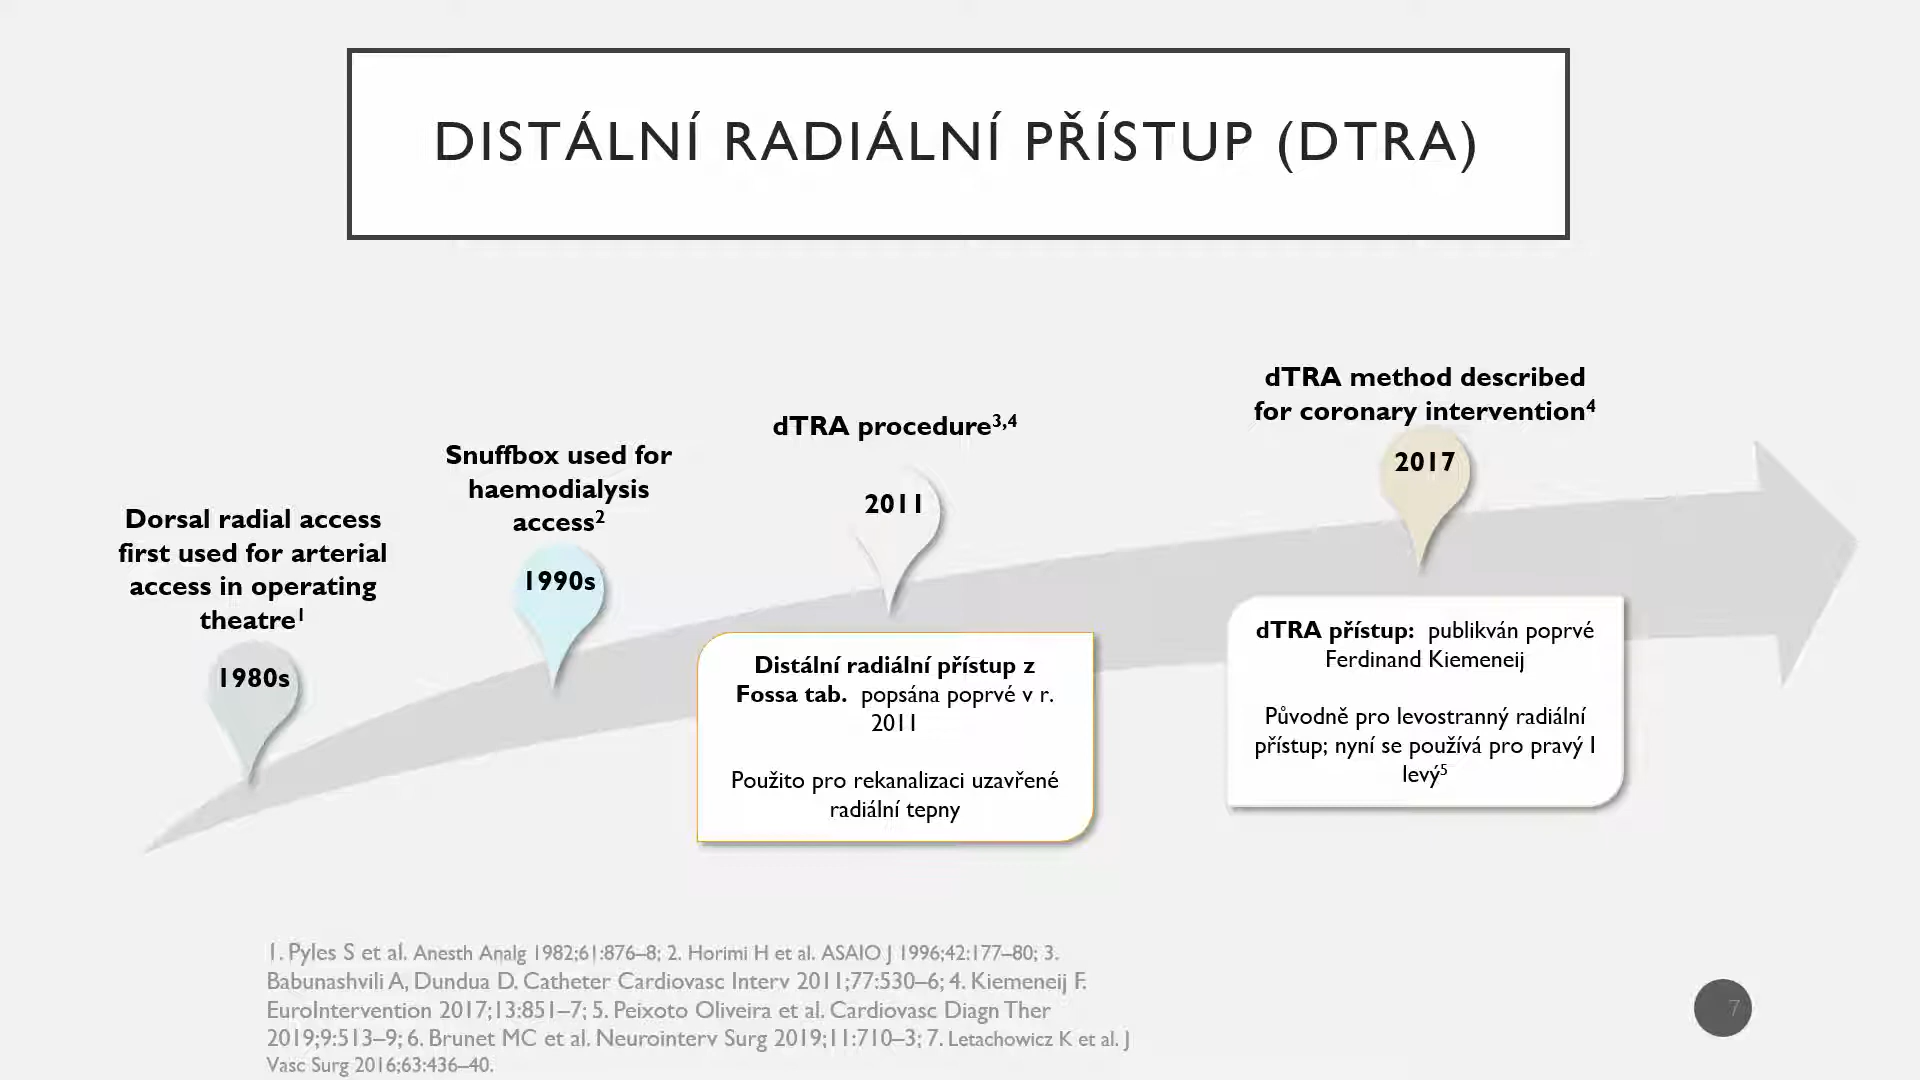 DISTÁLNÍ RADIÁLNÍ PŘÍSTUP (DTRA)
Dorsal radial access
first used for arterial
access in operating
theatre¹
1980s
Snuffbox used for
haemodialysis
access²
1990s
dTRA procedure³,⁴
2011
Distální radiální přístup z
Fossa tab. popsána poprvé v r.
2011
Použito pro rekanalizaci uzavřené
radiální tepny
dTRA method described
for coronary intervention⁴
2017
dTRA přístup: publikván poprvé
Ferdinand Kiemeneij
Původně pro levostranný radiální
přístup; nyní se používá pro pravý I
levý⁵
1. Pyles S et al. Anesth Analg 1982;61:876–8; 2. Horimi H et al. ASAIO J 1996;42:177–80; 3.
Babunashvili A, Dundua D. Catheter Cardiovasc Interv 2011;77:530–6; 4. Kiemeneij F.
EuroIntervention 2017;13:851–7; 5. Peixoto Oliveira et al. Cardiovasc Diagn Ther
2019;9:513–9; 6. Brunet MC et al. Neurointerv Surg 2019;11:710–3; 7. Letachowicz K et al. J
Vasc Surg 2016;63:436–40.
7